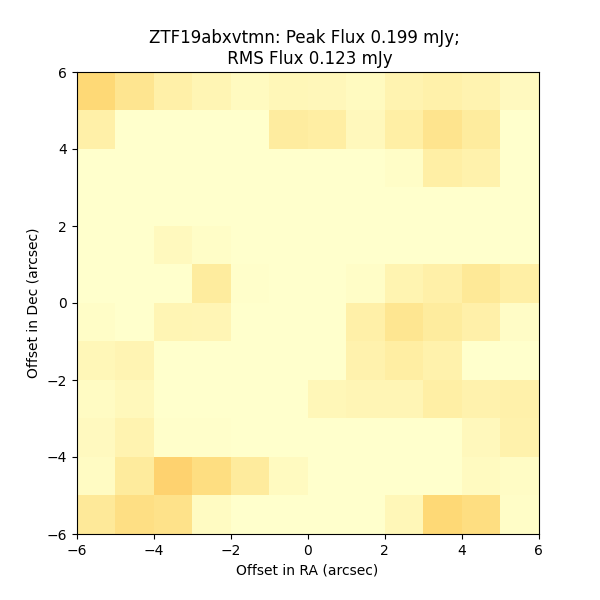 ZTF19abxvtmn: Peak Flux 0.199 mJy;
RMS Flux 0.123 mJy
6
4
2
0
−2
−4
−6
Offset in Dec (arcsec)
−6 −4 −2 0 2 4 6
Offset in RA (arcsec)